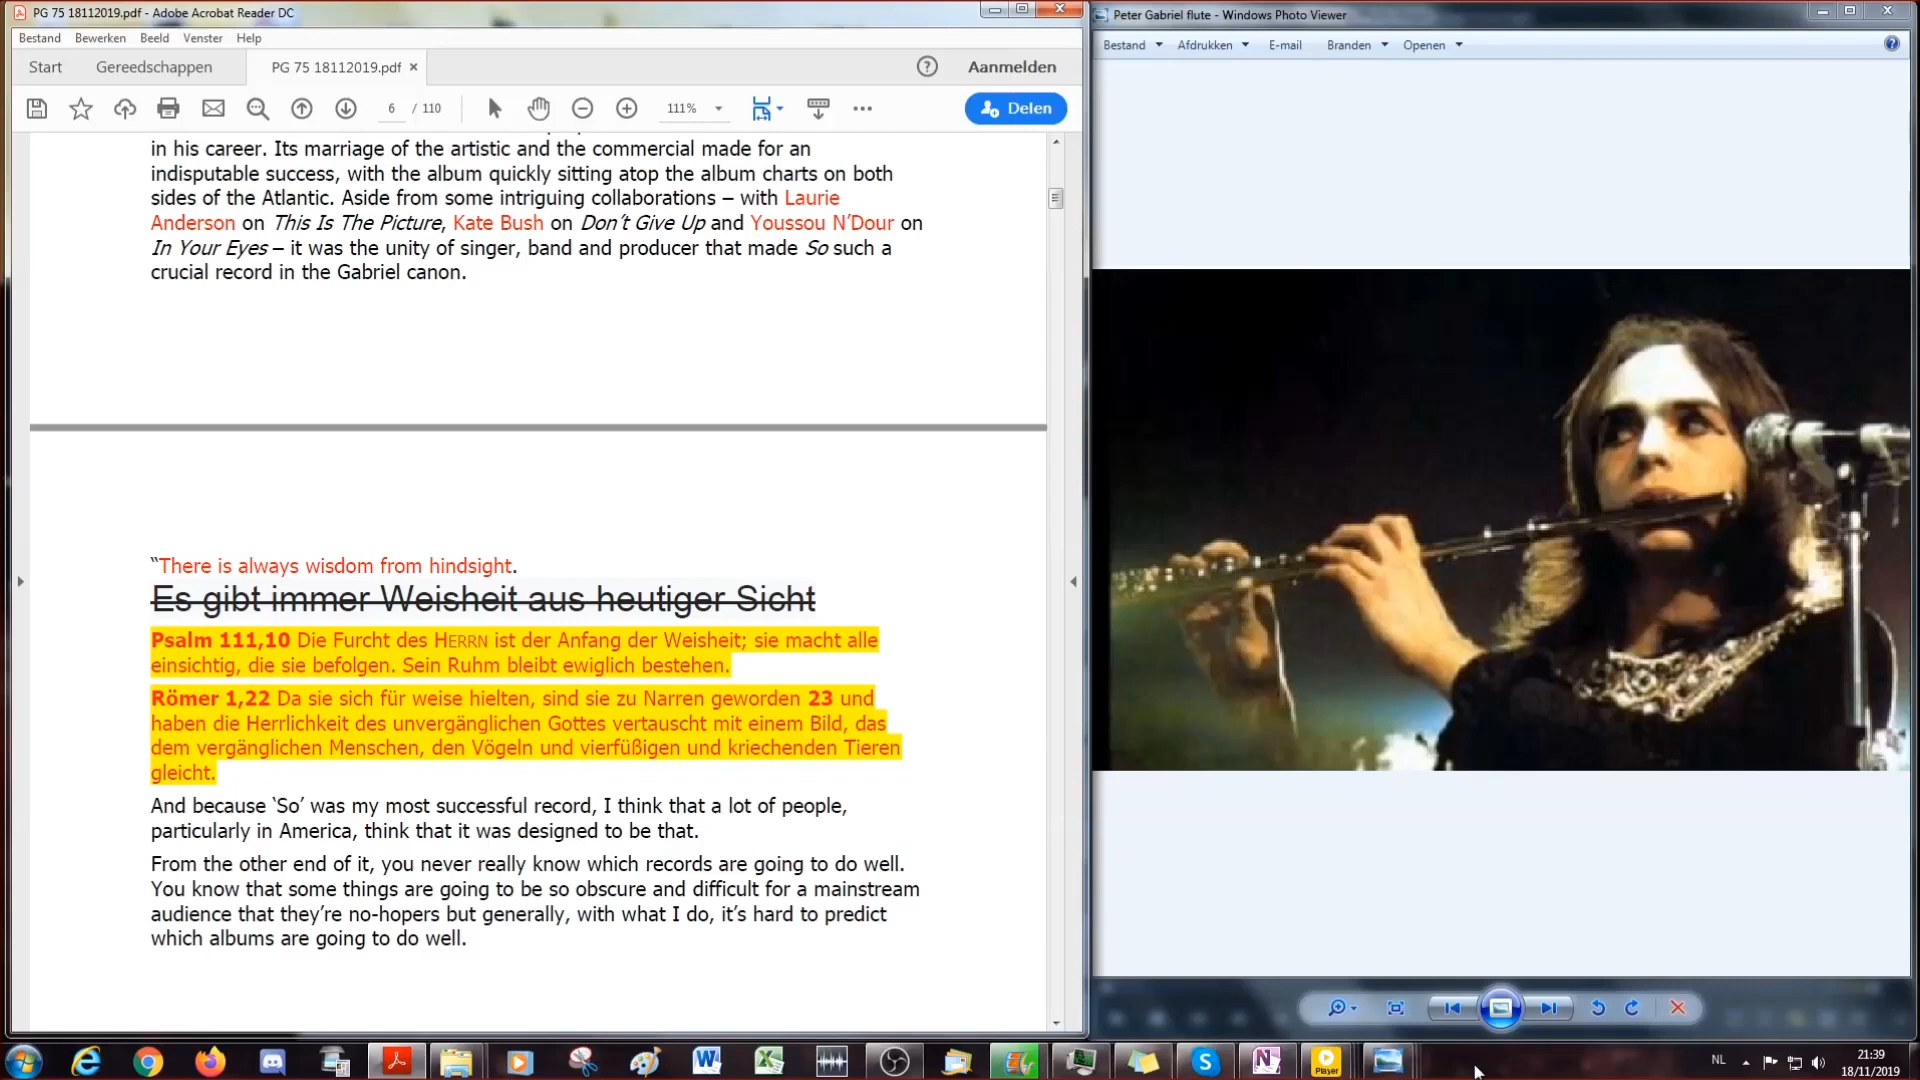 PG 75 18112019.pdf - Adobe Acrobat Reader DC
Bestand Bewerken Beeld Venster Help
Start Gereedschappen PG 75 18112019.pdf × Aanmelden
6 / 110 111% Delen
in his career. Its marriage of the artistic and the commercial made for an
indisputable success, with the album quickly sitting atop the album charts on both
sides of the Atlantic. Aside from some intriguing collaborations – with Laurie
Anderson on This Is The Picture, Kate Bush on Don’t Give Up and Youssou N’Dour on
In Your Eyes – it was the unity of singer, band and producer that made So such a
crucial record in the Gabriel canon.
“There is always wisdom from hindsight.
Es gibt immer Weisheit aus heutiger Sicht
Psalm 111,10 Die Furcht des HERRN ist der Anfang der Weisheit; sie macht alle
einsichtig, die sie befolgen. Sein Ruhm bleibt ewiglich bestehen.
Römer 1,22 Da sie sich für weise hielten, sind sie zu Narren geworden 23 und
haben die Herrlichkeit des unvergänglichen Gottes vertauscht mit einem Bild, das
dem vergänglichen Menschen, den Vögeln und vierfüßigen und kriechenden Tieren
gleicht.
And because ‘So’ was my most successful record, I think that a lot of people,
particularly in America, think that it was designed to be that.
From the other end of it, you never really know which records are going to do well.
You know that some things are going to be so obscure and difficult for a mainstream
audience that they’re no-hopers but generally, with what I do, it’s hard to predict
which albums are going to do well.
Peter Gabriel flute - Windows Photo Viewer
Bestand Afdrukken E-mail Branden Openen
Player
NL
21:39
18/11/2019